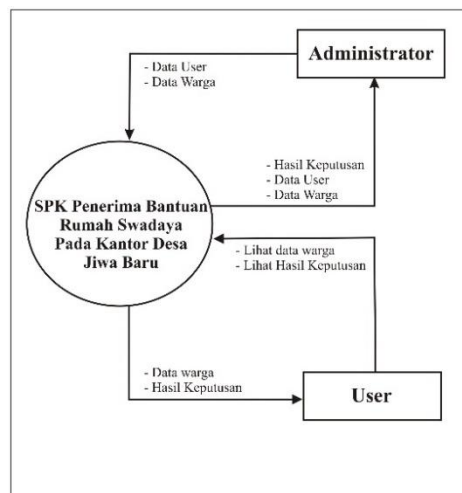 Administrator
- Data User
- Data Warga
- Hasil Keputusan
- Data User
- Data Warga
SPK Penerima Bantuan
Rumah Swadaya
Pada Kantor Desa
Jiwa Baru
- Lihat data warga
- Lihat Hasil Keputusan
- Data warga
- Hasil Keputusan
User